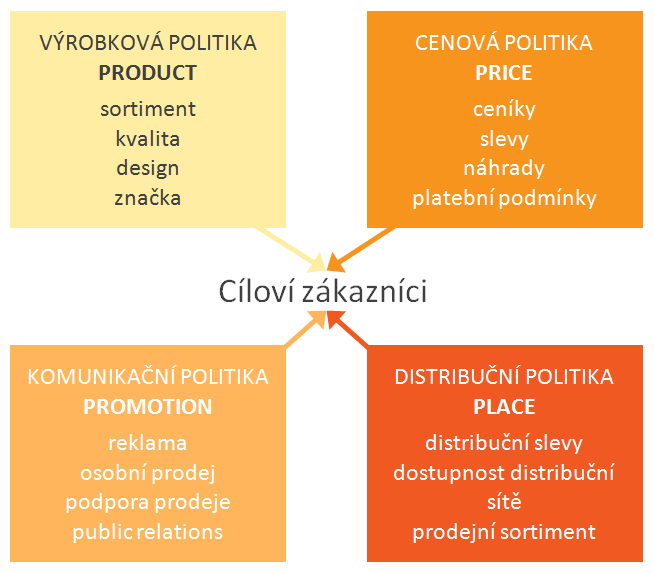 VÝROBKOVÁ POLITIKA
PRODUCT
sortiment
kvalita
design
značka
CENOVÁ POLITIKA
PRICE
ceníky
slevy
náhrady
platební podmínky
Cíloví zákazníci
KOMUNIKAČNÍ POLITIKA
PROMOTION
reklama
osobní prodej
podpora prodeje
public relations
DISTRIBUČNÍ POLITIKA
PLACE
distribuční slevy
dostupnost distribuční
sítě
prodejní sortiment